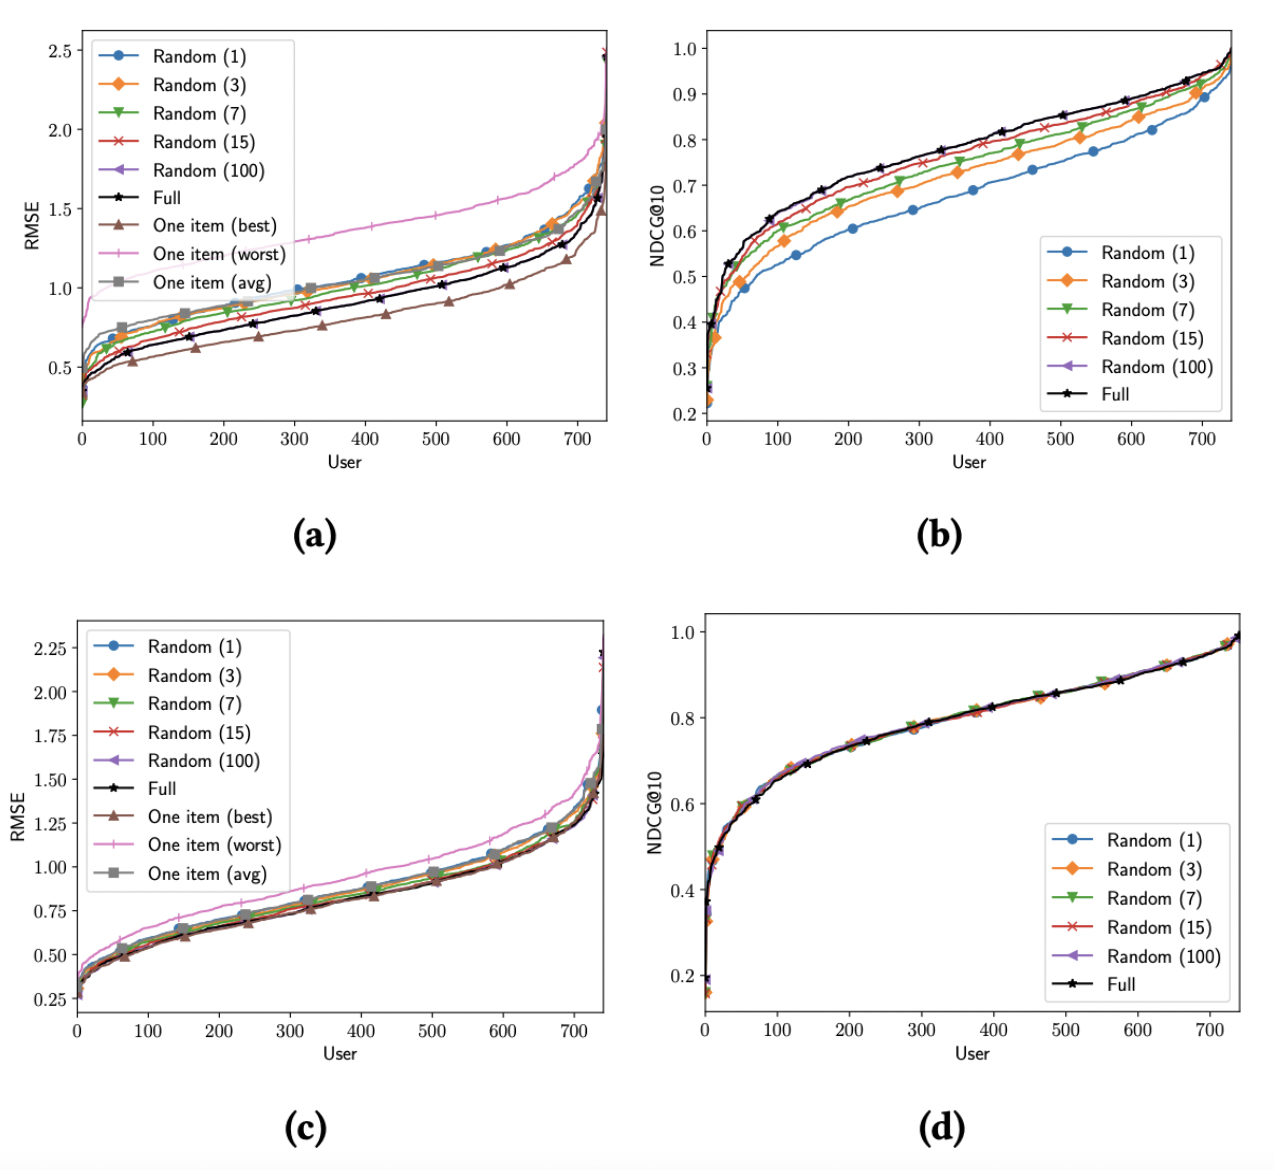 2.5
2.0
1.5
1.0
0.5
RMSE
Random (1)
Random (3)
Random (7)
Random (15)
Random (100)
Full
One item (best)
One item (worst)
One item (avg)
0 100 200 300 400 500 600 700
User
(a)
1.0
0.9
0.8
0.7
0.6
0.5
0.4
0.3
0.2
NDCG@10
Random (1)
Random (3)
Random (7)
Random (15)
Random (100)
Full
0 100 200 300 400 500 600 700
User
(b)
2.25
2.00
1.75
1.50
1.25
1.00
0.75
0.50
0.25
RMSE
Random (1)
Random (3)
Random (7)
Random (15)
Random (100)
Full
One item (best)
One item (worst)
One item (avg)
0 100 200 300 400 500 600 700
User
(c)
1.0
0.8
0.6
0.4
0.2
NDCG@10
Random (1)
Random (3)
Random (7)
Random (15)
Random (100)
Full
0 100 200 300 400 500 600 700
User
(d)